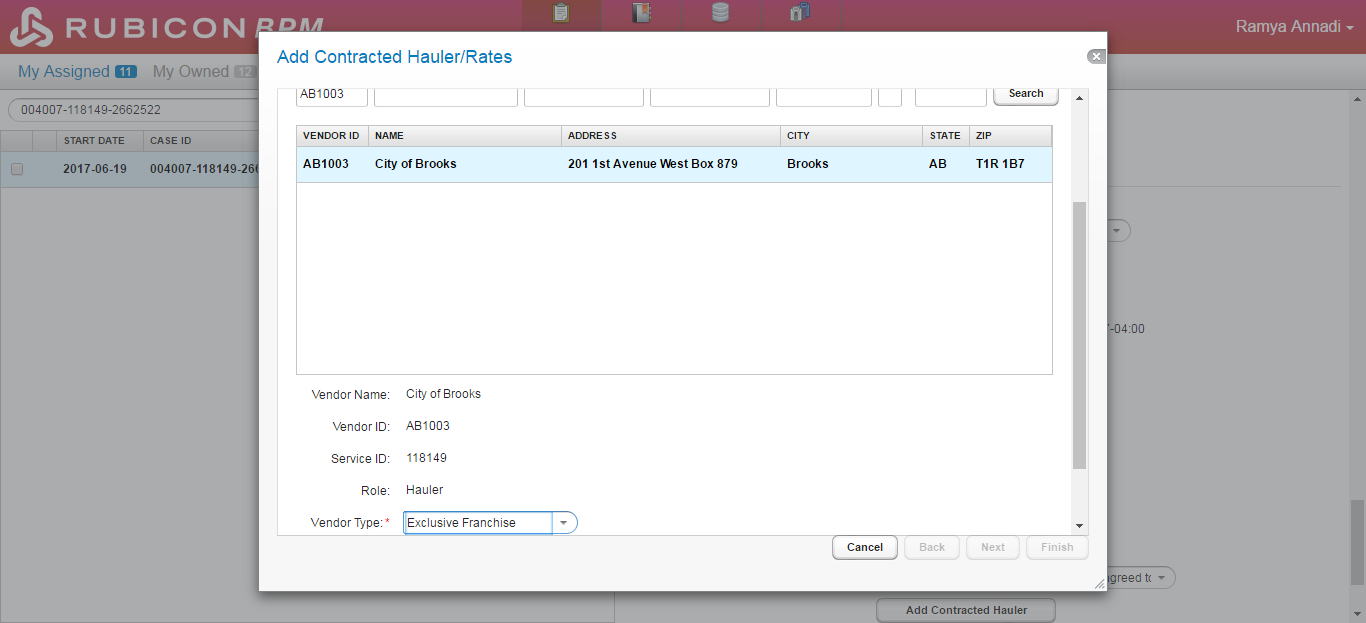 RUBICON BPM
Ramya Annadi
My Assigned 11 My Owned 12
004007-118149-2662522
START DATE CASE ID
2017-06-19 004007-118149-266
Add Contracted Hauler/Rates
AB1003 Search
VENDOR ID NAME ADDRESS CITY STATE ZIP
AB1003 City of Brooks 201 1st Avenue West Box 879 Brooks AB T1R 1B7
Vendor Name: City of Brooks
Vendor ID: AB1003
Service ID: 118149
Role: Hauler
Vendor Type:* Exclusive Franchise
Cancel Back Next Finish
-04:00
agreed to
Add Contracted Hauler